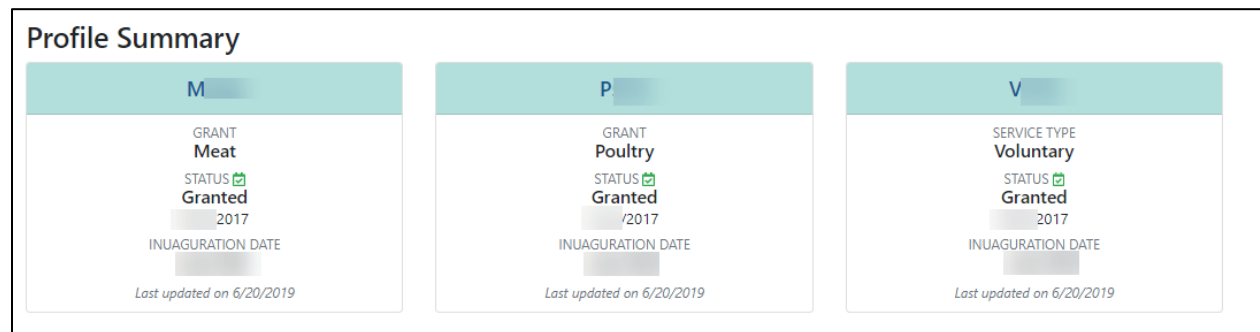 Profile Summary
M
GRANT
Meat
STATUS
Granted
2017
INUAGURATION DATE
Last updated on 6/20/2019
P
GRANT
Poultry
STATUS
Granted
/2017
INUAGURATION DATE
Last updated on 6/20/2019
V
SERVICE TYPE
Voluntary
STATUS
Granted
2017
INUAGURATION DATE
Last updated on 6/20/2019